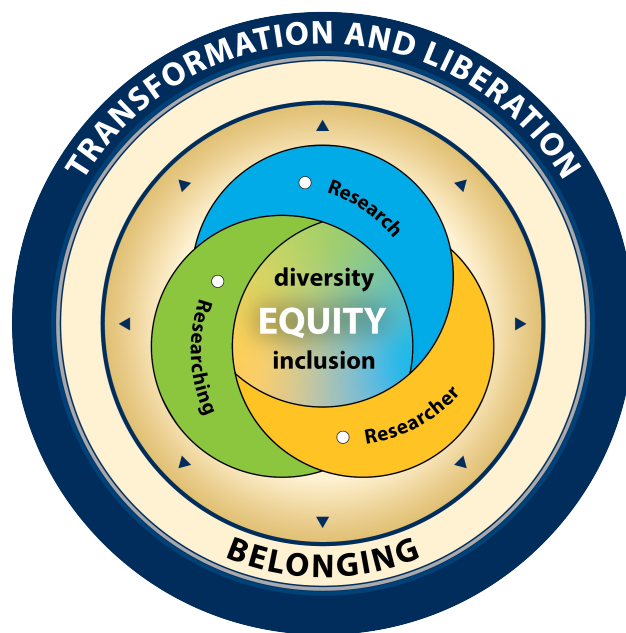 TRANSFORMATION AND LIBERATION
Research
diversity
EQUITY
inclusion
Researching
Researcher
BELONGING